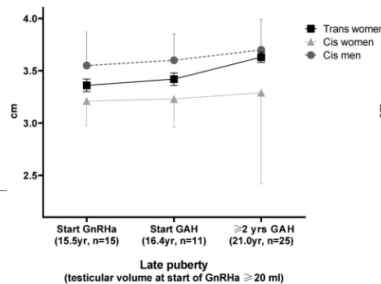 4.0
3.5
3.0
2.5
cm
Trans women
Cis women
Cis men
cm
Start GnRHa
(15.5yr, n=15)
Start GAH
(16.4yr, n=11)
≥2 yrs GAH
(21.0yr, n=25)
Late puberty
(testicular volume at start of GnRHa ≥ 20 ml)